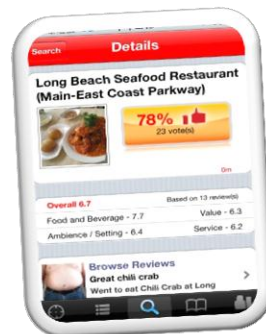 Search
Details
Long Beach Seafood Restaurant
(Main-East Coast Parkway)
78%
23 vote(s)
0m
Overall 6.7
Based on 13 review(s)
Food and Beverage - 7.7
Value - 6.3
Ambience / Setting - 6.4
Service - 6.2
Browse Reviews
Great chili crab
Went to eat Chili Crab at Long